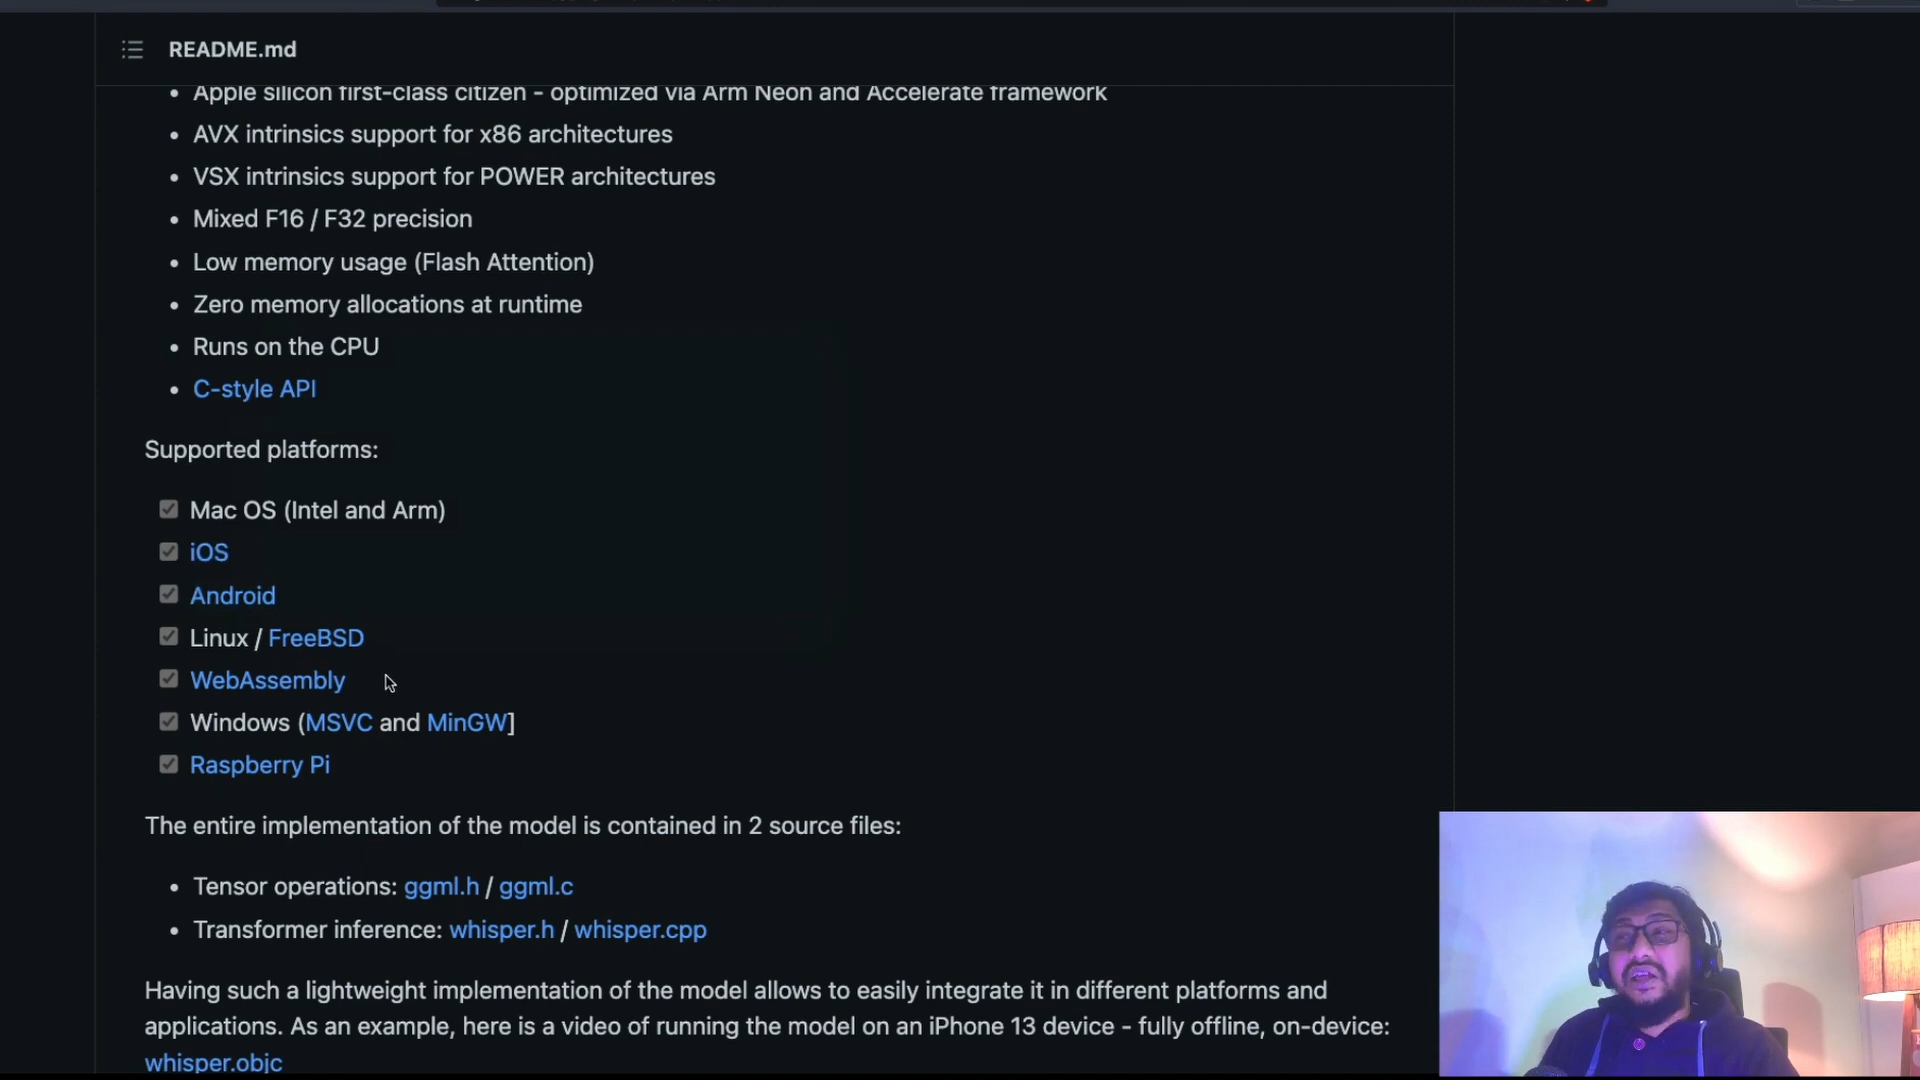 README.md
Apple silicon first-class citizen - optimized via Arm Neon and Accelerate framework
AVX intrinsics support for x86 architectures
VSX intrinsics support for POWER architectures
Mixed F16 / F32 precision
Low memory usage (Flash Attention)
Zero memory allocations at runtime
Runs on the CPU
C-style API
Supported platforms:
Mac OS (Intel and Arm)
iOS
Android
Linux / FreeBSD
WebAssembly
Windows (MSVC and MinGW]
Raspberry Pi
The entire implementation of the model is contained in 2 source files:
Tensor operations: ggml.h / ggml.c
Transformer inference: whisper.h / whisper.cpp
Having such a lightweight implementation of the model allows to easily integrate it in different platforms and
applications. As an example, here is a video of running the model on an iPhone 13 device - fully offline, on-device:
whisper.objc